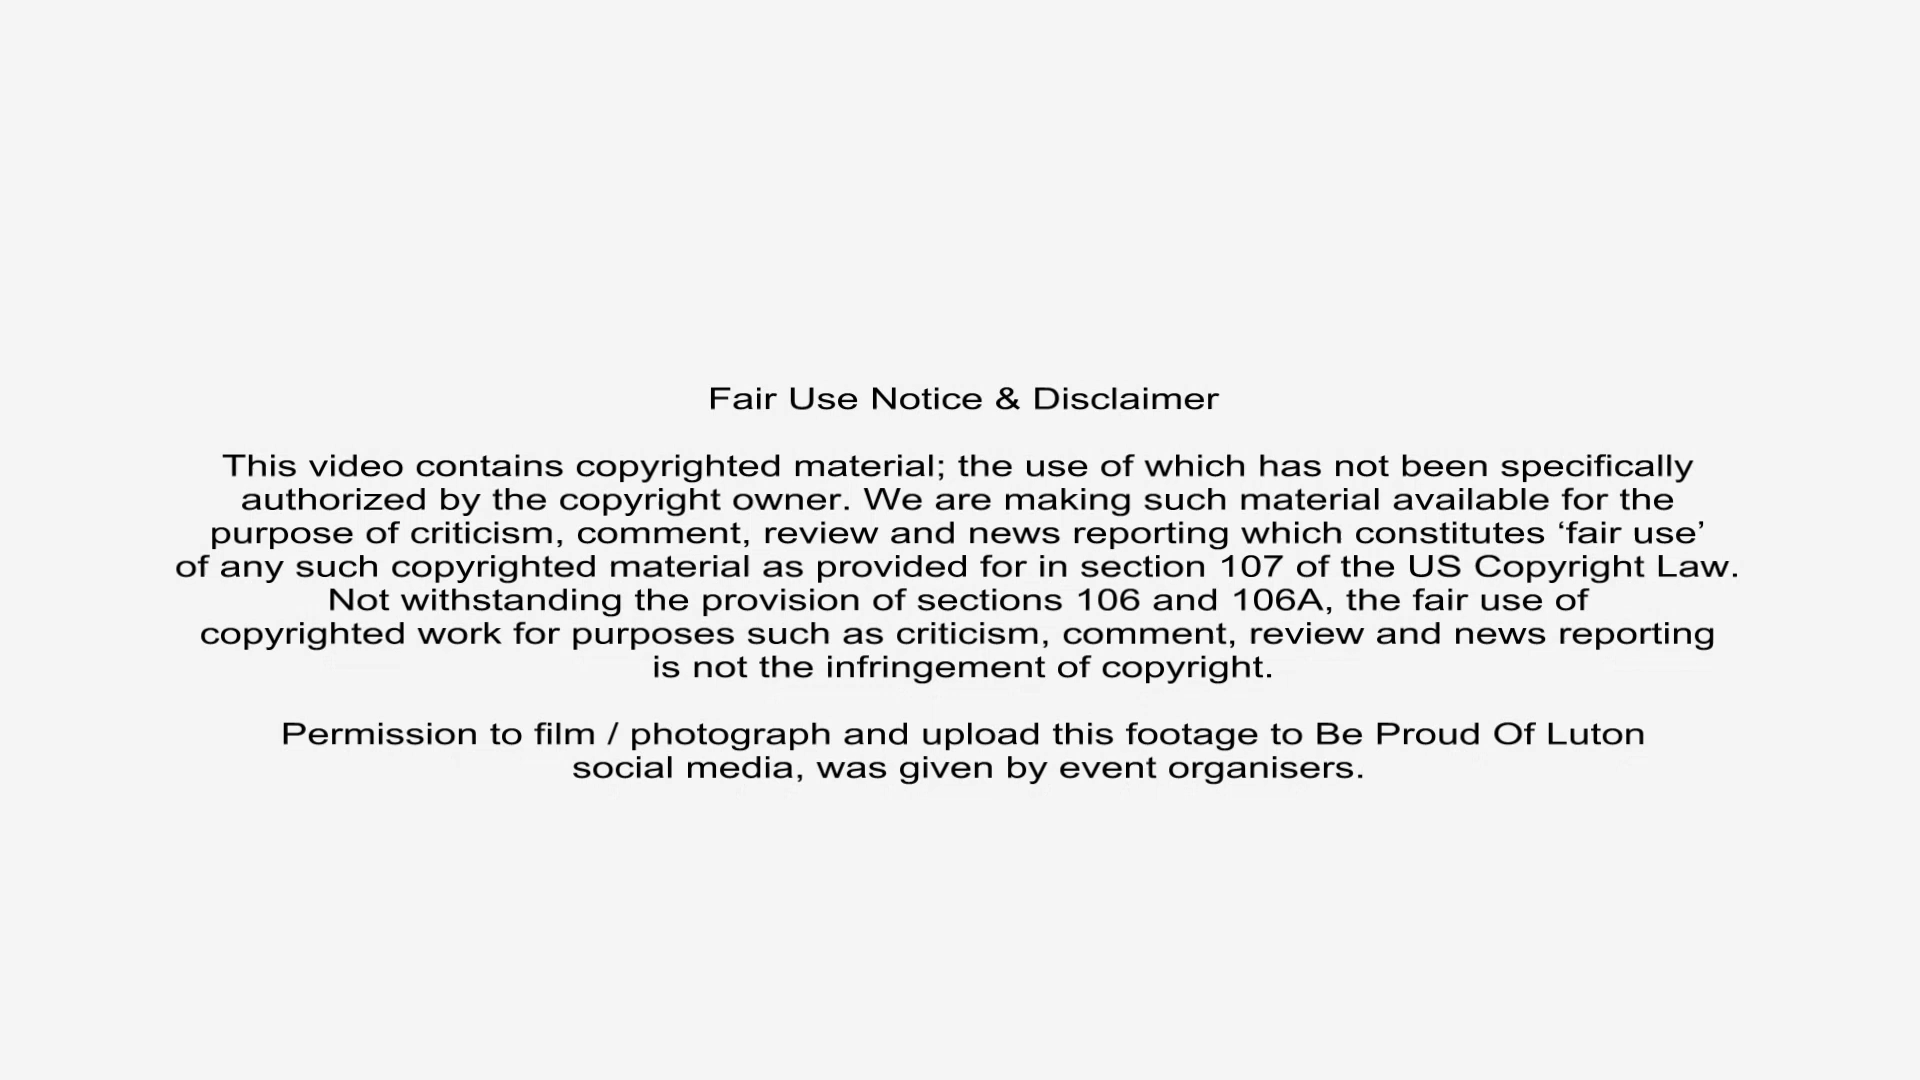 Fair Use Notice & Disclaimer
This video contains copyrighted material; the use of which has not been specifically
authorized by the copyright owner. We are making such material available for the
purpose of criticism, comment, review and news reporting which constitutes ‘fair use’
of any such copyrighted material as provided for in section 107 of the US Copyright Law.
Not withstanding the provision of sections 106 and 106A, the fair use of
copyrighted work for purposes such as criticism, comment, review and news reporting
is not the infringement of copyright.
Permission to film / photograph and upload this footage to Be Proud Of Luton
social media, was given by event organisers.